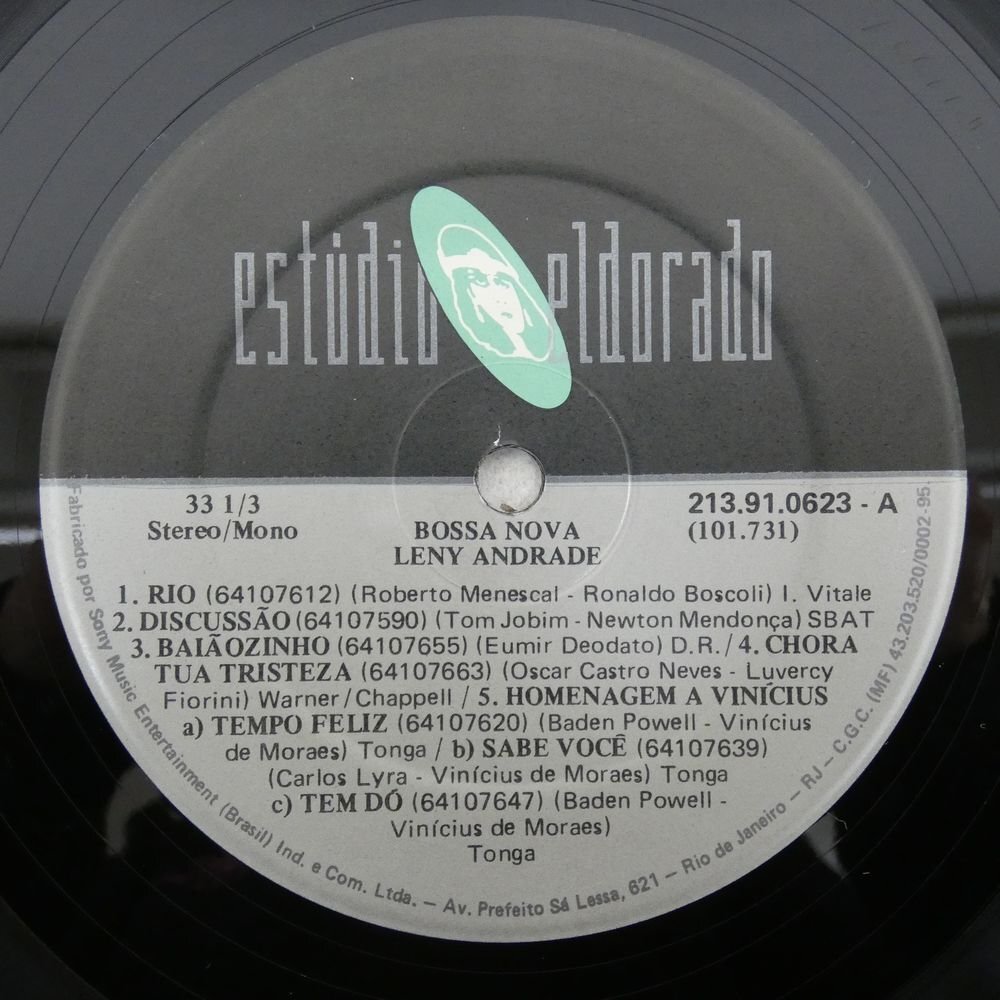 estúdio eldorado
33 1/3
Stereo/Mono
BOSSA NOVA
LENY ANDRADE
213.91.0623 - A
(101.731)
1. RIO (64107612) (Roberto Menescal - Ronaldo Boscoli) I. Vitale
2. DISCUSSÃO (64107590) (Tom Jobim - Newton Mendonça) SBAT
3. BAIÃOZINHO (64107655) (Eumir Deodato) D.R. / 4. CHORA
TUA TRISTEZA (64107663) (Oscar Castro Neves - Luvercy
Fiorini) Warner/Chappell / 5. HOMENAGEM A VINÍCIUS
a) TEMPO FELIZ (64107620) (Baden Powell - Vinícius
de Moraes) Tonga / b) SABE VOCÊ (64107639)
(Carlos Lyra - Vinícius de Moraes) Tonga
c) TEM DÓ (64107647) (Baden Powell -
Vinícius de Moraes)
Tonga
Fabricado por Sony Music Entertainment (Brasil) Ind. e Com. Ltda. – Av. Prefeito Sá Lessa, 621 – Rio de Janeiro – RJ – C.G.C. (MF) 43.203.520/0002-95.